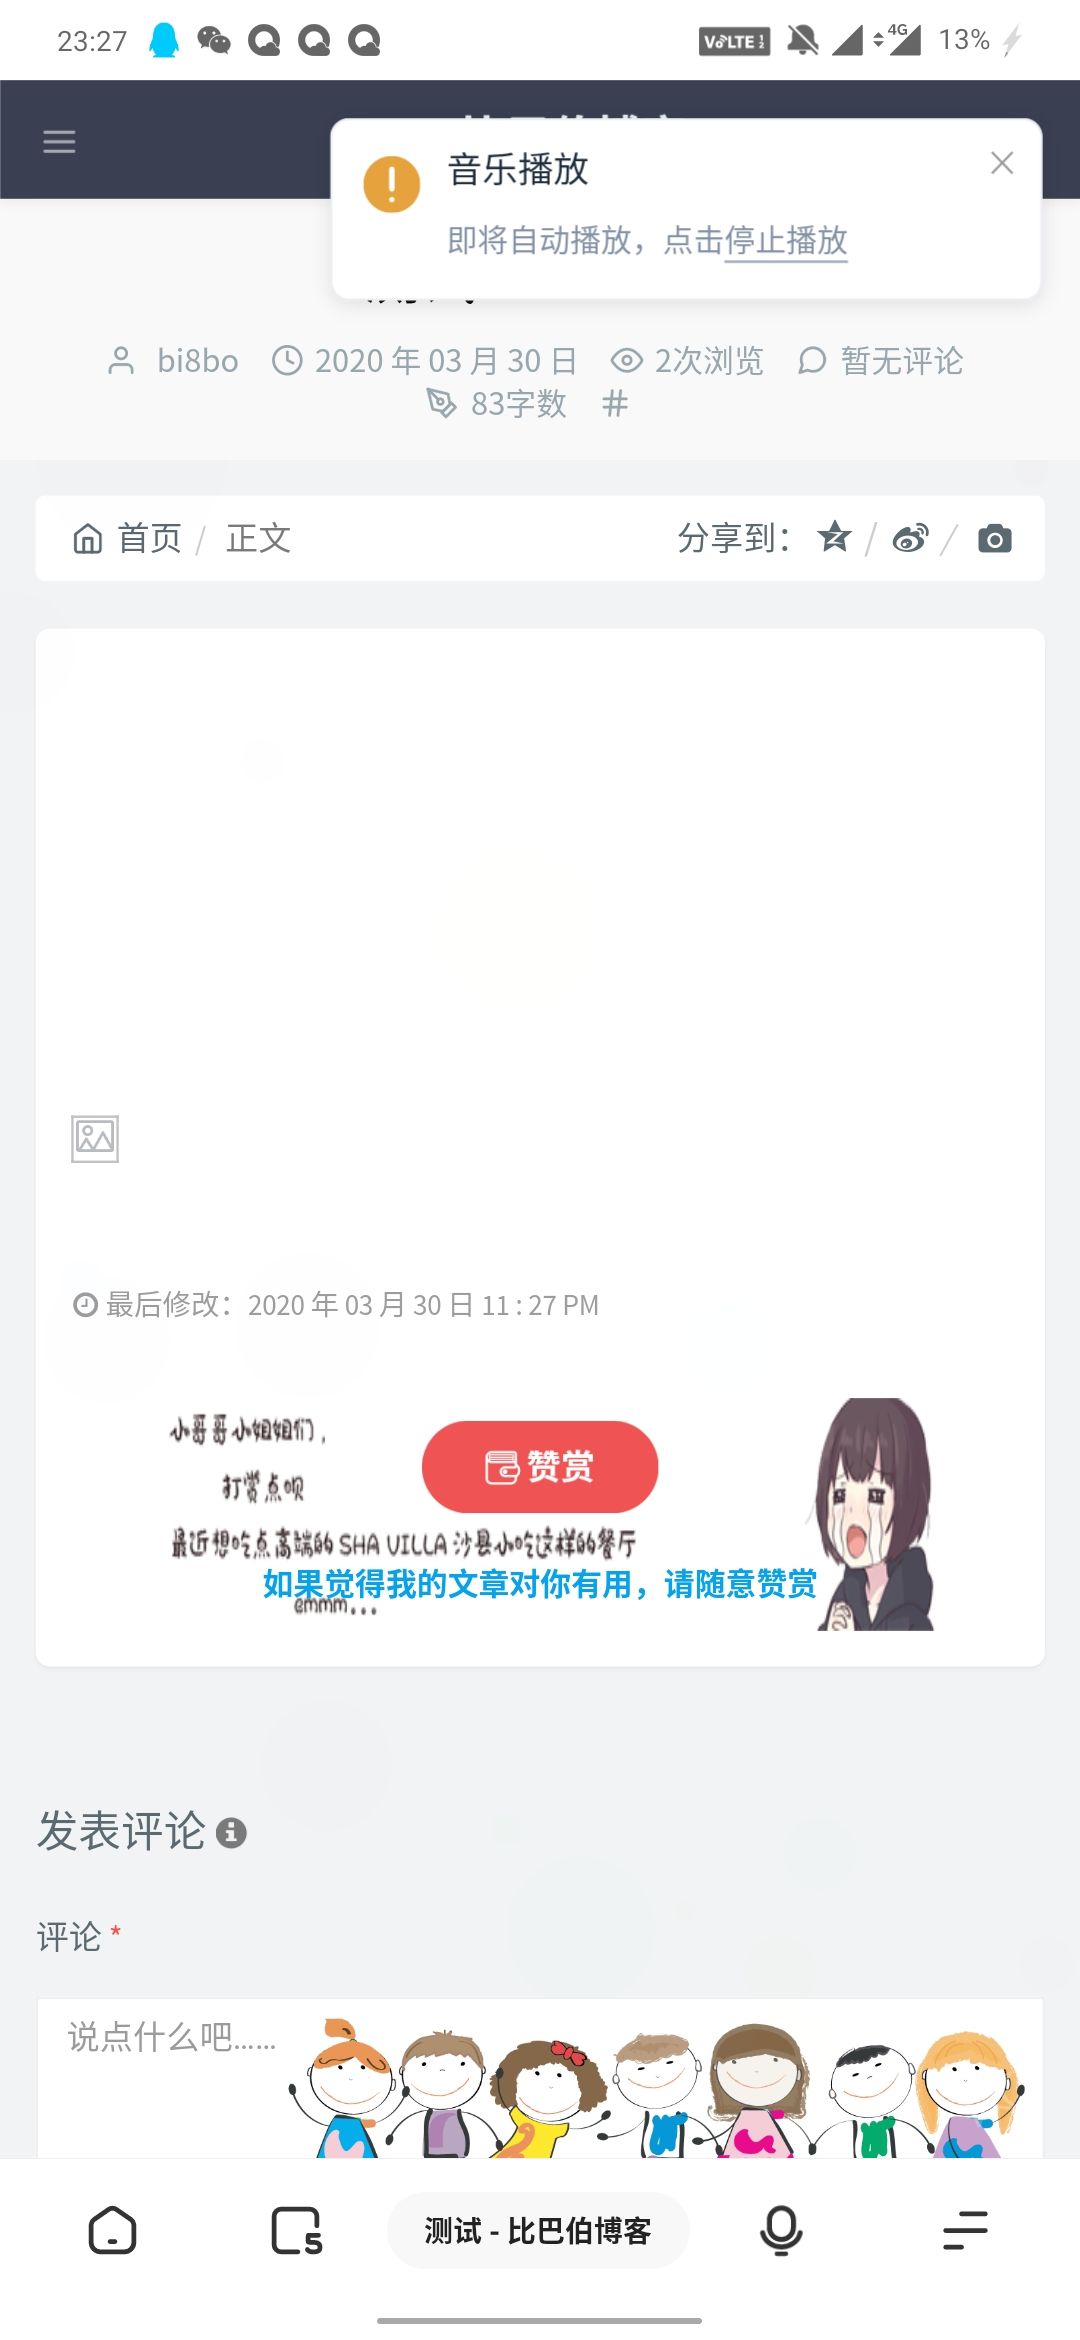 23:27
VoLTE 1 2
4G
13%
音乐播放
即将自动播放，点击停止播放
bi8bo
2020 年 03 月 30 日
2次浏览
暂无评论
83字数
#
首页 / 正文
分享到： / /
最后修改：2020 年 03 月 30 日 11 : 27 PM
小哥哥小姐姐们，
打赏点呗
赞赏
最近想吃点高端的 SHA VILLA 沙县小吃这样的餐厅
如果觉得我的文章对你有用，请随意赞赏
emmm...
发表评论
评论 *
说点什么吧……
5
测试 - 比巴伯博客